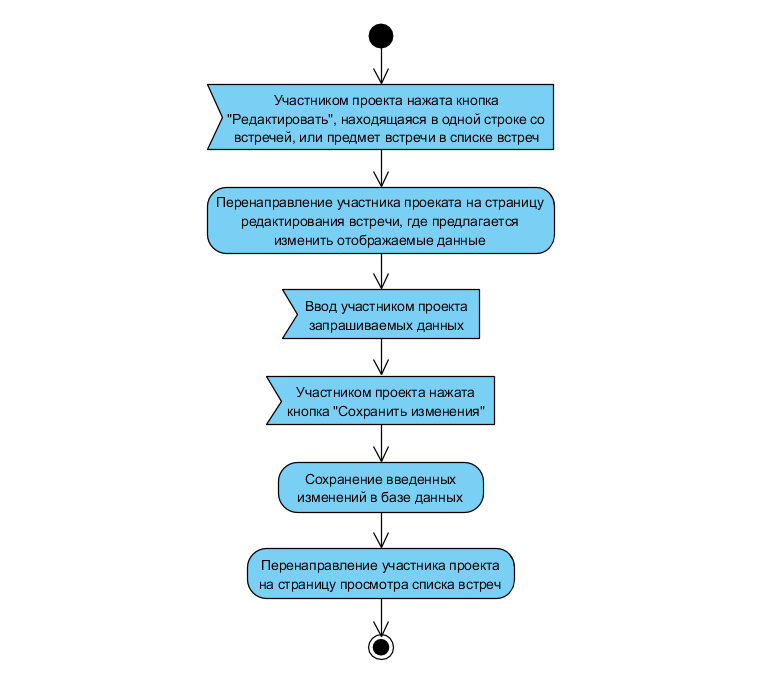 Участником проекта нажата кнопка
"Редактировать", находящаяся в одной строке со
встречей, или предмет встречи в списке встреч
Перенаправление участника проеката на страницу
редактирования встречи, где предлагается
изменить отображаемые данные
Ввод участником проекта
запрашиваемых данных
Участником проекта нажата
кнопка "Сохранить изменения"
Сохранение введенных
изменений в базе данных
Перенаправление участника проекта
на страницу просмотра списка встреч